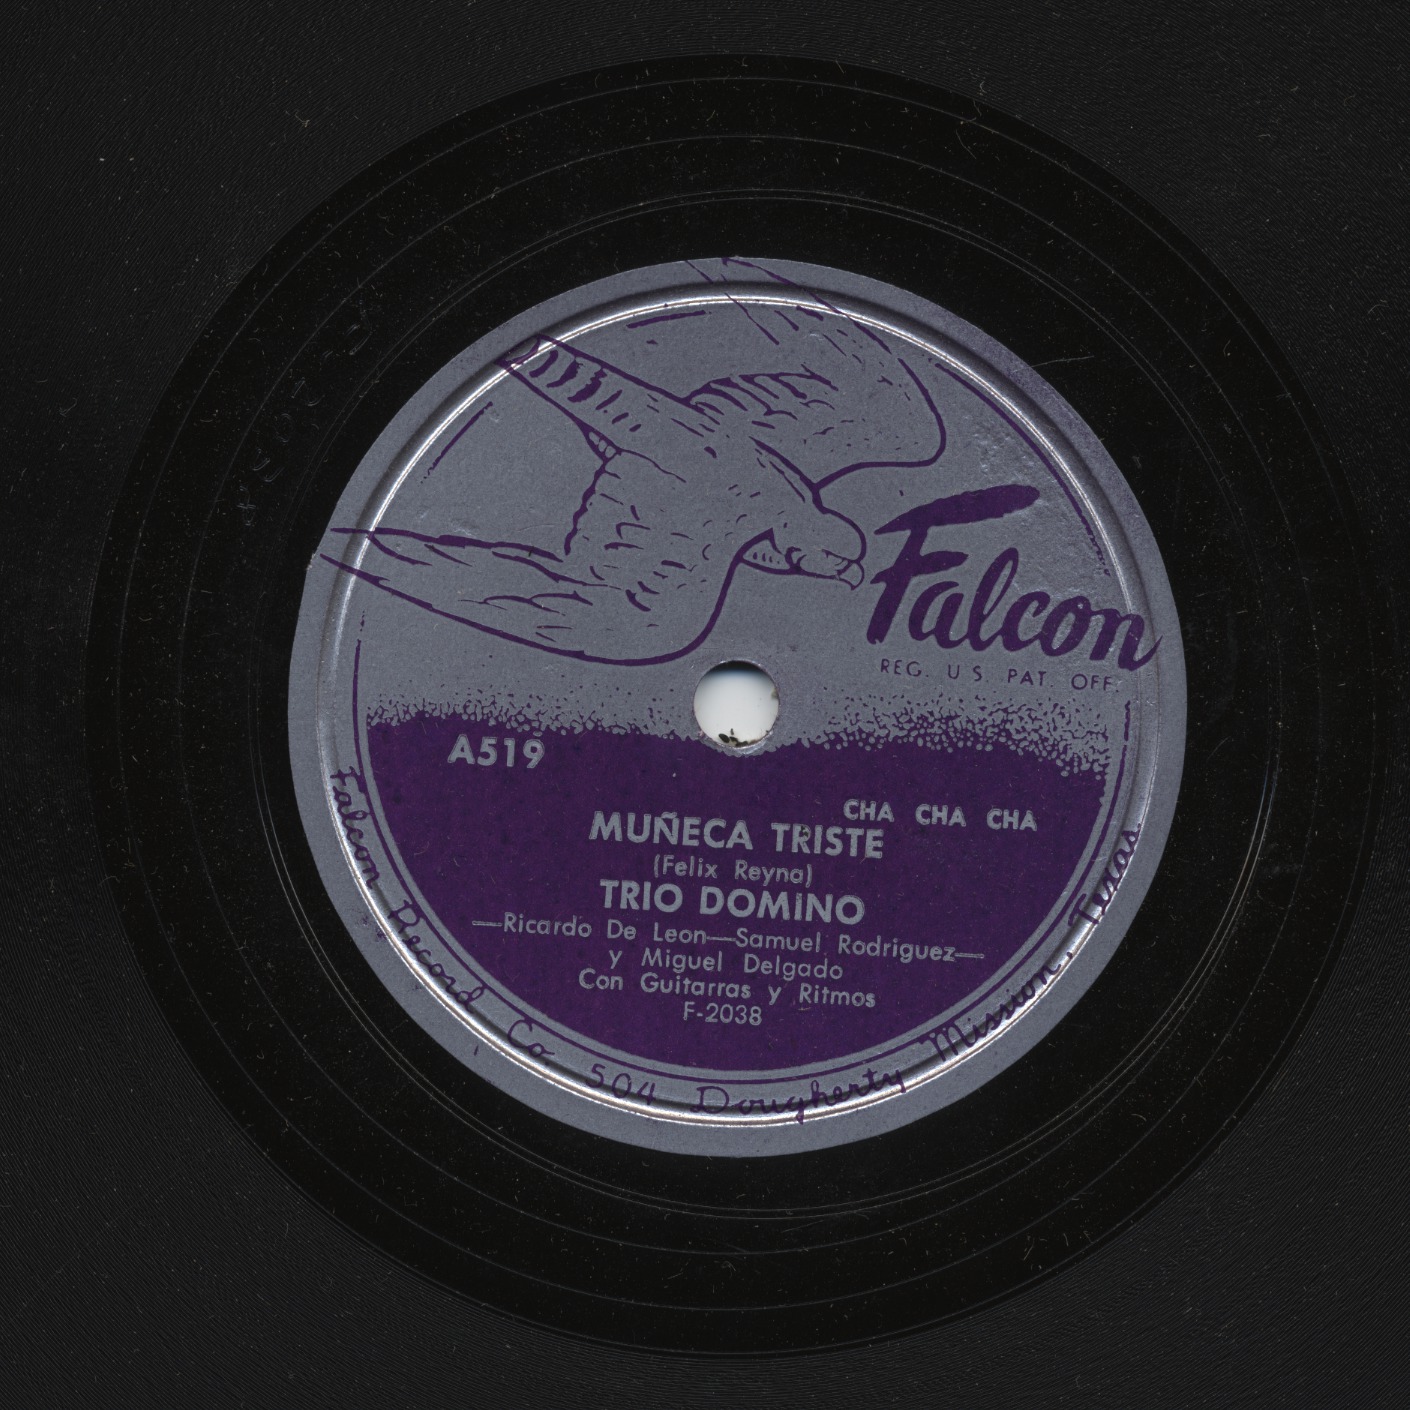 Falcon
REG. U.S. PAT. OFF.
A519
CHA CHA CHA
MUÑECA TRISTE
(Felix Reyna)
TRIO DOMINO
—Ricardo De Leon—Samuel Rodriguez—
y Miguel Delgado
Con Guitarras y Ritmos
F-2038
Falcon Record Co 504 Dougherty Mission, Texas